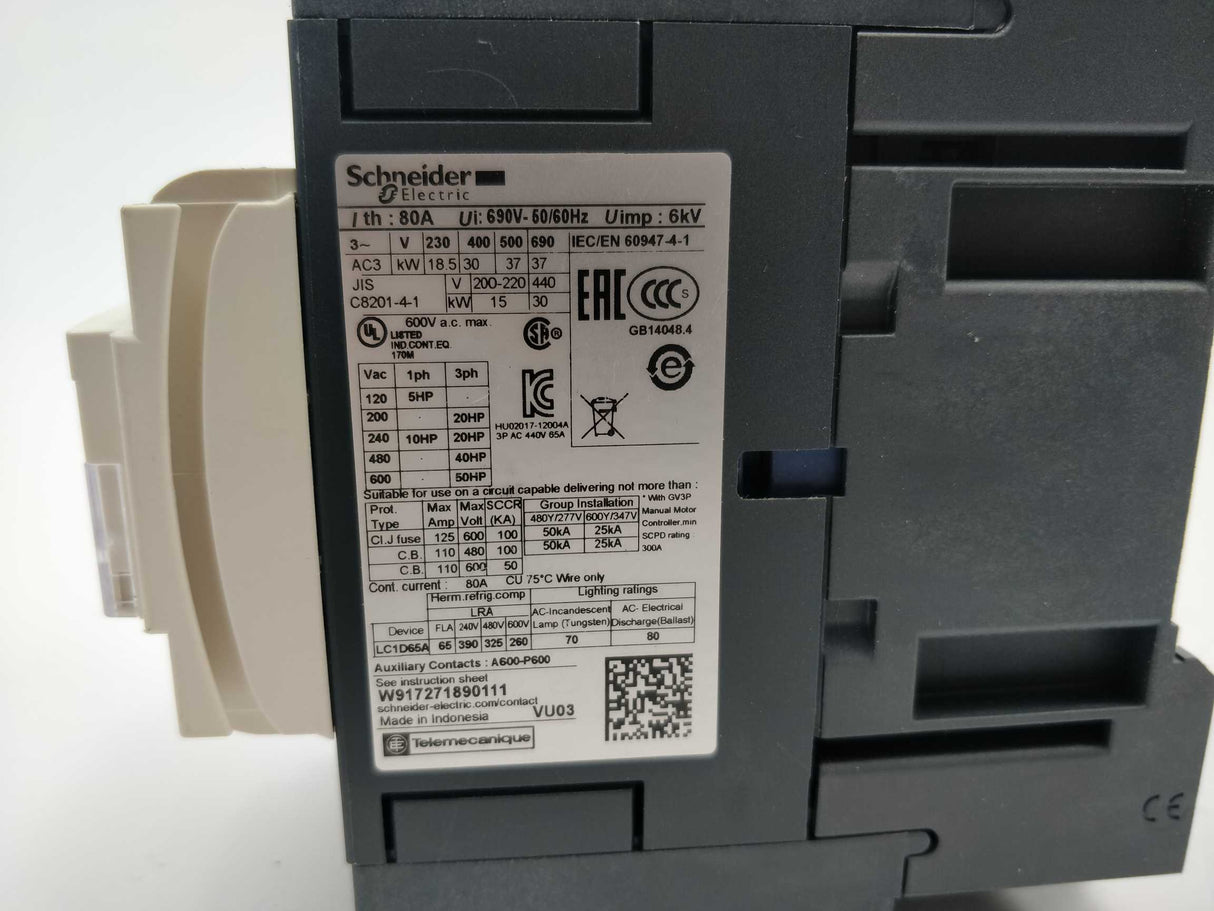 Schneider
Electric
Ith : 80A Ui: 690V- 50/60Hz Uimp : 6kV
3~ V 230 400 500 690 IEC/EN 60947-4-1
AC3 kW 18.5 30 37 37
JIS V 200-220 440
C8201-4-1 kW 15 30
EAC CCC S
GB14048.4
UL 600V a.c. max. SA ®
LISTED
IND.CONT.EQ.
170M
Vac 1ph 3ph
120 5HP .
200 . 20HP
240 10HP 20HP
480 . 40HP
600 . 50HP
KC
HU02017-12004A
3P AC 440V 65A
e
Suitable for use on a circuit capable delivering not more than :
Prot. Type Max Amp Max Volt SCCR (KA)
Cl.J fuse 125 600 100
C.B. 110 480 100
C.B. 110 600 50
Group Installation
480Y/277V 600Y/347V
50kA 25kA
50kA 25kA
* With GV3P
Manual Motor
Controller,min
SCPD rating
300A
Cont. current : 80A CU 75°C Wire only
Herm.refrig.comp Lighting ratings
LRA AC-Incandescent Lamp (Tungsten) AC- Electrical Discharge(Ballast)
Device FLA 240V 480V 600V
LC1D65A 65 390 325 260 70 80
Auxiliary Contacts : A600-P600
See instruction sheet
W917271890111
schneider-electric.com/contact
Made in Indonesia VU03
Telemecanique
CE